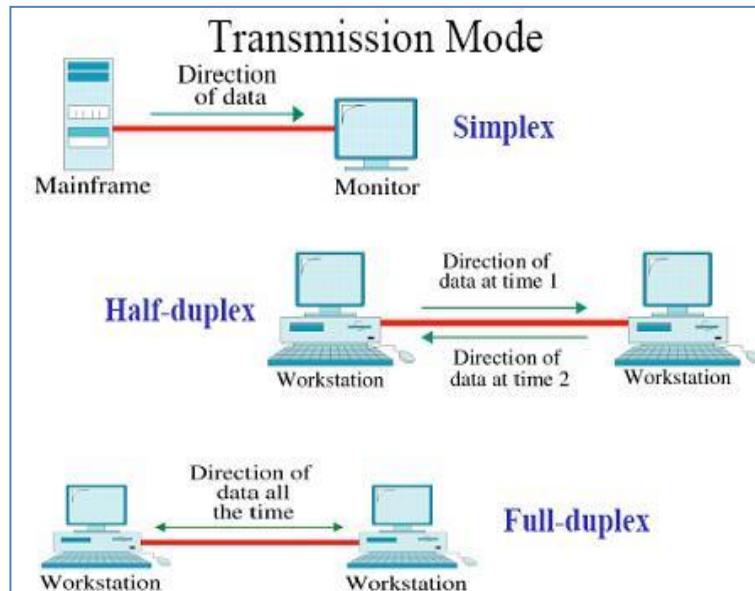 Transmission Mode
Direction
of data
Simplex
Mainframe
Monitor
Half-duplex
Direction of
data at time 1
Direction of
data at time 2
Workstation
Workstation
Direction of
data all
the time
Full-duplex
Workstation
Workstation